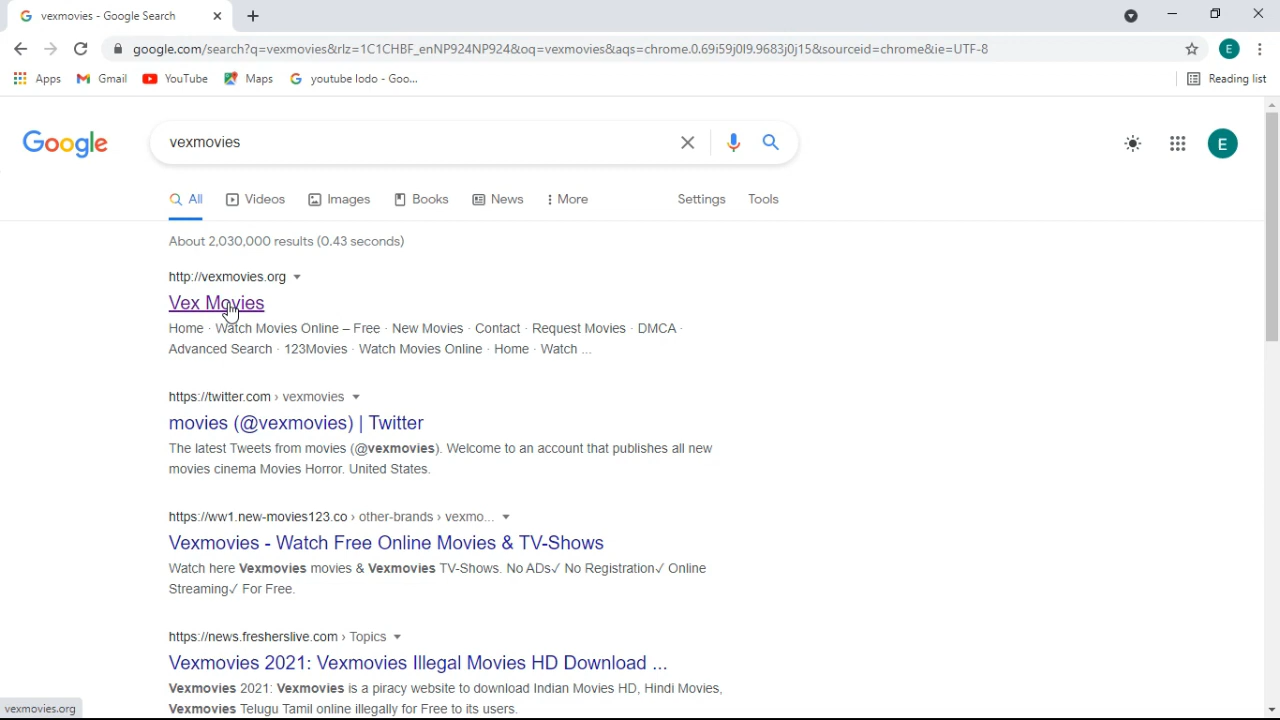 vexmovies - Google Search
google.com/search?q=vexmovies&rlz=1C1CHBF_enNP924NP924&oq=vexmovies&aqs=chrome.0.69i59j0l9.9683j0j15&sourceid=chrome&ie=UTF-8
E
Apps
Gmail
YouTube
Maps
youtube lodo - Goo...
Reading list
Google
vexmovies
E
All
Videos
Images
Books
News
More
Settings
Tools
About 2,030,000 results (0.43 seconds)
http://vexmovies.org
Vex Movies
Home · Watch Movies Online – Free · New Movies · Contact · Request Movies · DMCA ·
Advanced Search · 123Movies · Watch Movies Online · Home · Watch ...
https://twitter.com › vexmovies
movies (@vexmovies) | Twitter
The latest Tweets from movies (@vexmovies). Welcome to an account that publishes all new
movies cinema Movies Horror. United States.
https://ww1.new-movies123.co › other-brands › vexmo...
Vexmovies - Watch Free Online Movies & TV-Shows
Watch here Vexmovies movies & Vexmovies TV-Shows. No ADs✓ No Registration✓ Online
Streaming✓ For Free.
https://news.fresherslive.com › Topics
Vexmovies 2021: Vexmovies Illegal Movies HD Download ...
Vexmovies 2021: Vexmovies is a piracy website to download Indian Movies HD, Hindi Movies,
Vexmovies Telugu Tamil online illegally for Free to its users.
vexmovies.org